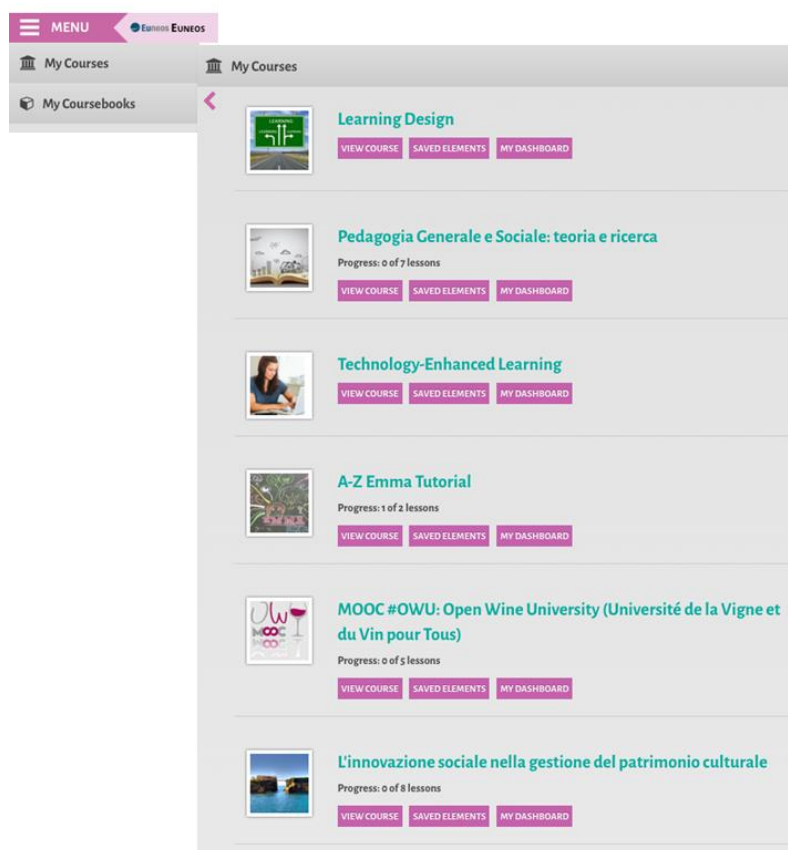 MENU
Euneos EUNEOS
My Courses
My Coursebooks
My Courses
LEARNING
Learning Design
VIEW COURSE SAVED ELEMENTS MY DASHBOARD
Pedagogia Generale e Sociale: teoria e ricerca
Progress: 0 of 7 lessons
VIEW COURSE SAVED ELEMENTS MY DASHBOARD
Technology-Enhanced Learning
VIEW COURSE SAVED ELEMENTS MY DASHBOARD
A-Z Emma Tutorial
Progress: 1 of 2 lessons
VIEW COURSE SAVED ELEMENTS MY DASHBOARD
OW
MOOC
MOOC #OWU: Open Wine University (Université de la Vigne et
du Vin pour Tous)
Progress: 0 of 5 lessons
VIEW COURSE SAVED ELEMENTS MY DASHBOARD
L'innovazione sociale nella gestione del patrimonio culturale
Progress: 0 of 8 lessons
VIEW COURSE SAVED ELEMENTS MY DASHBOARD